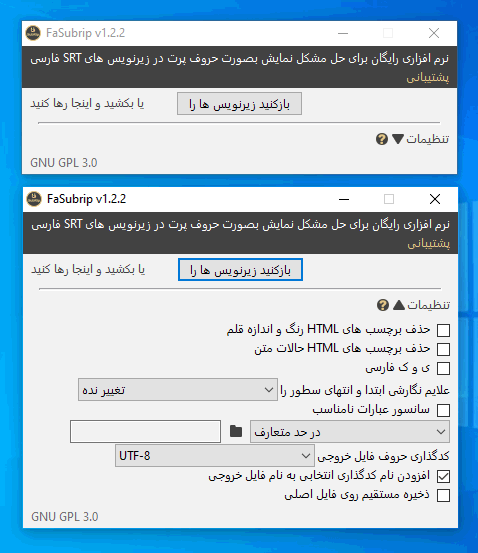 FaSubrip v1.2.2
نرم افزاری رایگان برای حل مشکل نمایش بصورت حروف پرت در زیرنویس های SRT فارسی
پشتیبانی
بازکنید زیرنویس ها را یا بکشید و اینجا رها کنید
تنظیمات
GNU GPL 3.0
FaSubrip v1.2.2
نرم افزاری رایگان برای حل مشکل نمایش بصورت حروف پرت در زیرنویس های SRT فارسی
پشتیبانی
بازکنید زیرنویس ها را یا بکشید و اینجا رها کنید
تنظیمات
حذف برچسب های HTML رنگ و اندازه قلم
حذف برچسب های HTML حالات متن
ی و ک فارسی
علایم نگارشی ابتدا و انتهای سطور را تغییر نده
سانسور عبارات نامناسب
در حد متعارف
کدگذاری حروف فایل خروجی UTF-8
افزودن نام کدگذاری انتخابی به نام فایل خروجی
ذخیره مستقیم روی فایل اصلی
GNU GPL 3.0